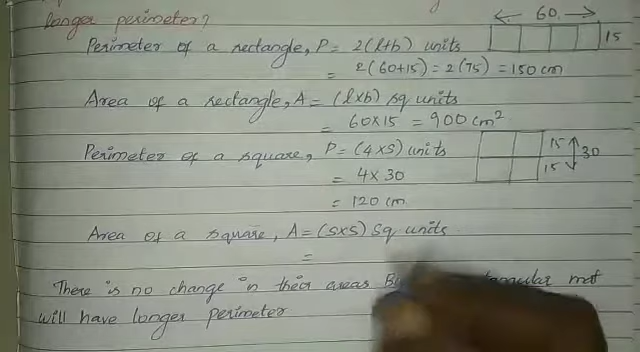 longer perimeter?
Perimeter of a rectangle, P = 2(l+b) units
= 2(60+15) = 2(75) = 150 cm
60
15
Area of a rectangle, A = (l×b) sq units
= 60×15 = 900 cm²
Perimeter of a square, P = (4×S) units
= 4×30
= 120 cm
15
15
30
Area of a square, A = (s×s) Sq units
=
There is no change in their areas mat
will have longer perimeter